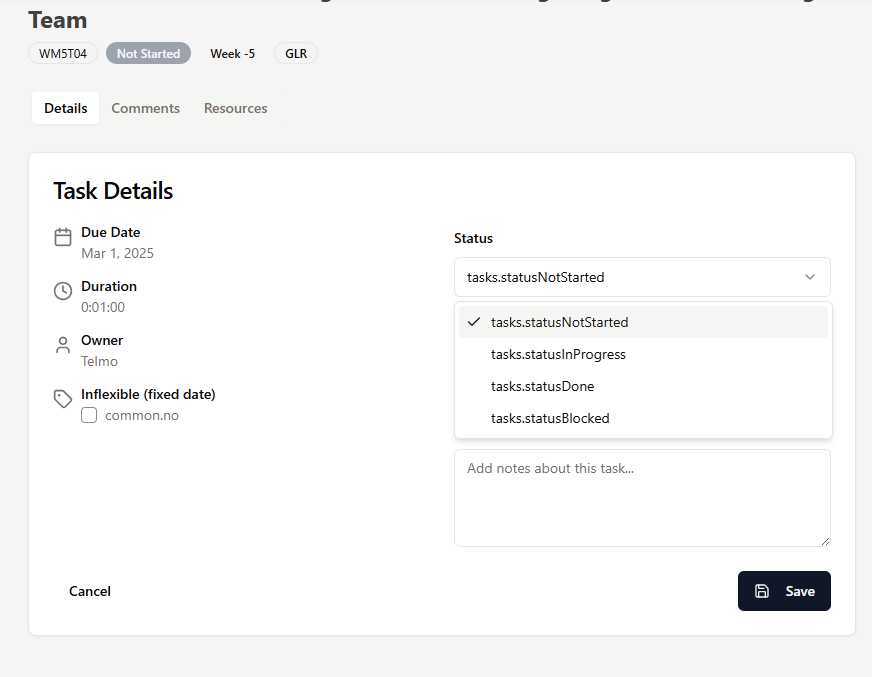 Team
WM5T04
Not Started
Week -5
GLR
Details
Comments
Resources
Task Details
Due Date
Mar 1, 2025
Duration
0:01:00
Owner
Telmo
Inflexible (fixed date)
common.no
Status
tasks.statusNotStarted
tasks.statusNotStarted
tasks.statusInProgress
tasks.statusDone
tasks.statusBlocked
Add notes about this task...
Cancel
Save